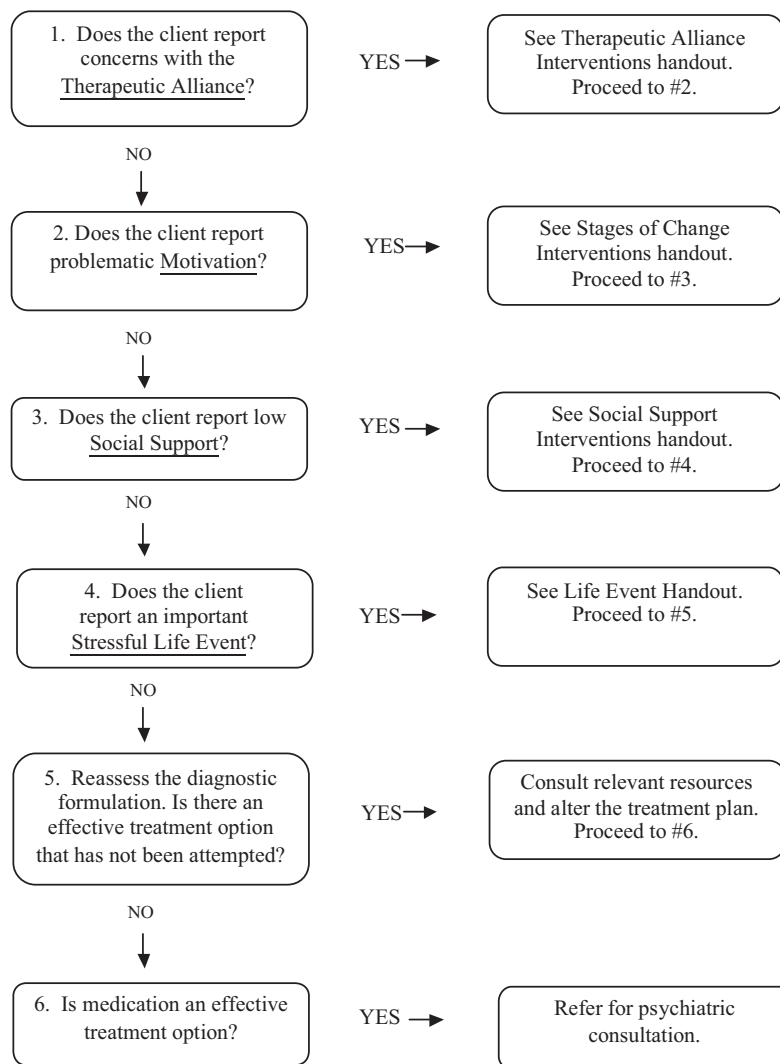 1. Does the client report
concerns with the
Therapeutic Alliance?
YES
See Therapeutic Alliance
Interventions handout.
Proceed to #2.
NO
2. Does the client report
problematic Motivation?
YES
See Stages of Change
Interventions handout.
Proceed to #3.
NO
3. Does the client report low
Social Support?
YES
See Social Support
Interventions handout.
Proceed to #4.
NO
4. Does the client
report an important
Stressful Life Event?
YES
See Life Event Handout.
Proceed to #5.
NO
5. Reassess the diagnostic
formulation. Is there an
effective treatment option
that has not been attempted?
YES
Consult relevant resources
and alter the treatment plan.
Proceed to #6.
NO
6. Is medication an effective
treatment option?
YES
Refer for psychiatric
consultation.